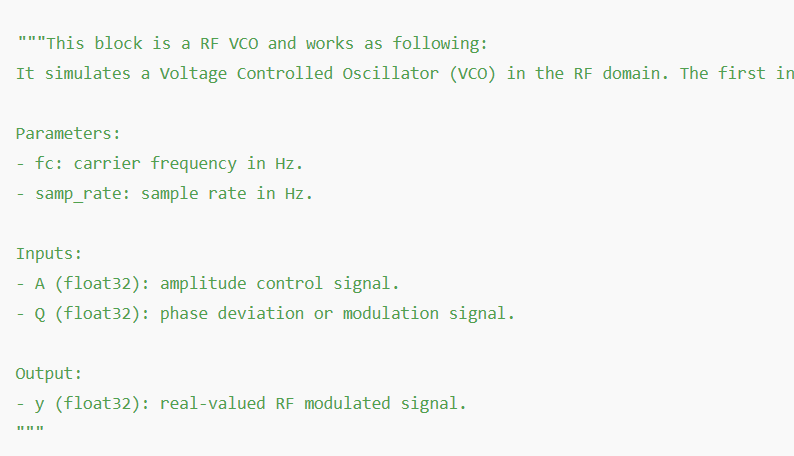 """This block is a RF VCO and works as following:
It simulates a Voltage Controlled Oscillator (VCO) in the RF domain. The first in
Parameters:
- fc: carrier frequency in Hz.
- samp_rate: sample rate in Hz.
Inputs:
- A (float32): amplitude control signal.
- Q (float32): phase deviation or modulation signal.
Output:
- y (float32): real-valued RF modulated signal.
"""